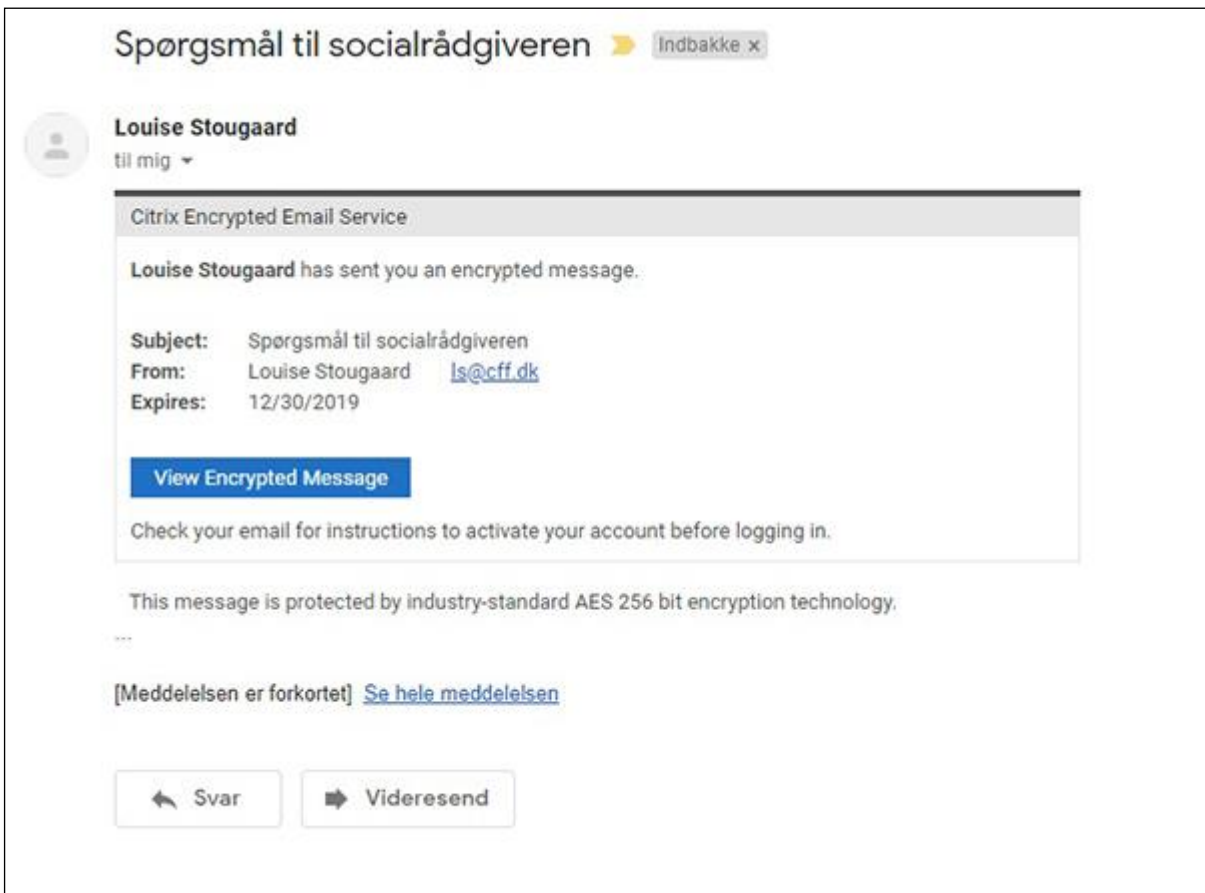 Spørgsmål til socialrådgiveren Indbakke x
Louise Stougaard
til mig
Citrix Encrypted Email Service
Louise Stougaard has sent you an encrypted message.
Subject: Spørgsmål til socialrådgiveren
From: Louise Stougaard ls@cff.dk
Expires: 12/30/2019
View Encrypted Message
Check your email for instructions to activate your account before logging in.
This message is protected by industry-standard AES 256 bit encryption technology.
...
[Meddelelsen er forkortet] Se hele meddelelsen
Svar Videresend